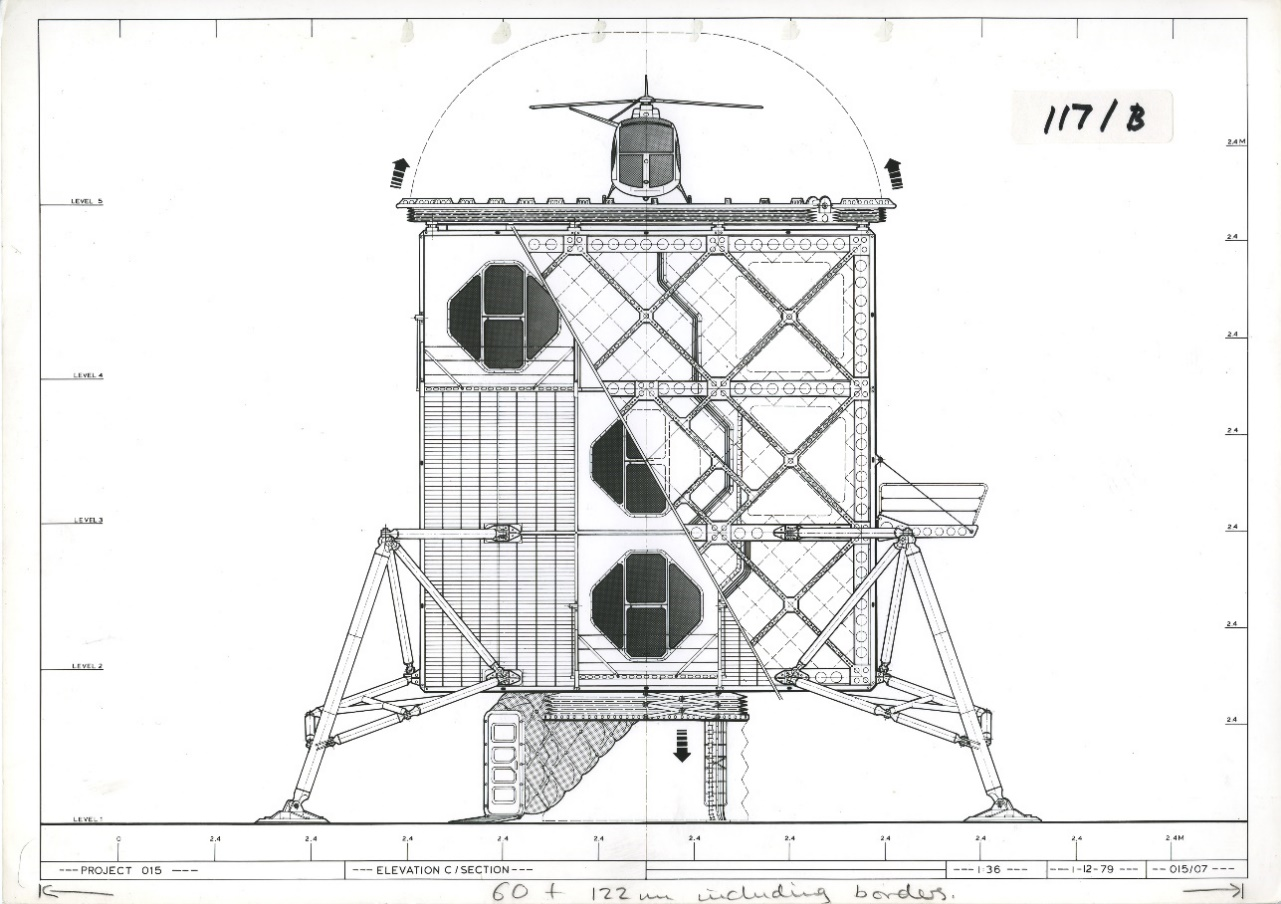 117/B
2.4M
LEVEL 5
2.4
2.4
LEVEL 4
2.4
LEVEL 3
2.4
2.4
LEVEL 2
2.4
LEVEL 1
0 2.4 2.4 2.4 2.4 2.4 2.4 2.4 2.4 2.4 2.4 2.4M
---PROJECT 015 --- --- ELEVATION C/SECTION--- ---1:36 --- ---1-12-79 --- --015/07---
60 + 122 mm including borders.